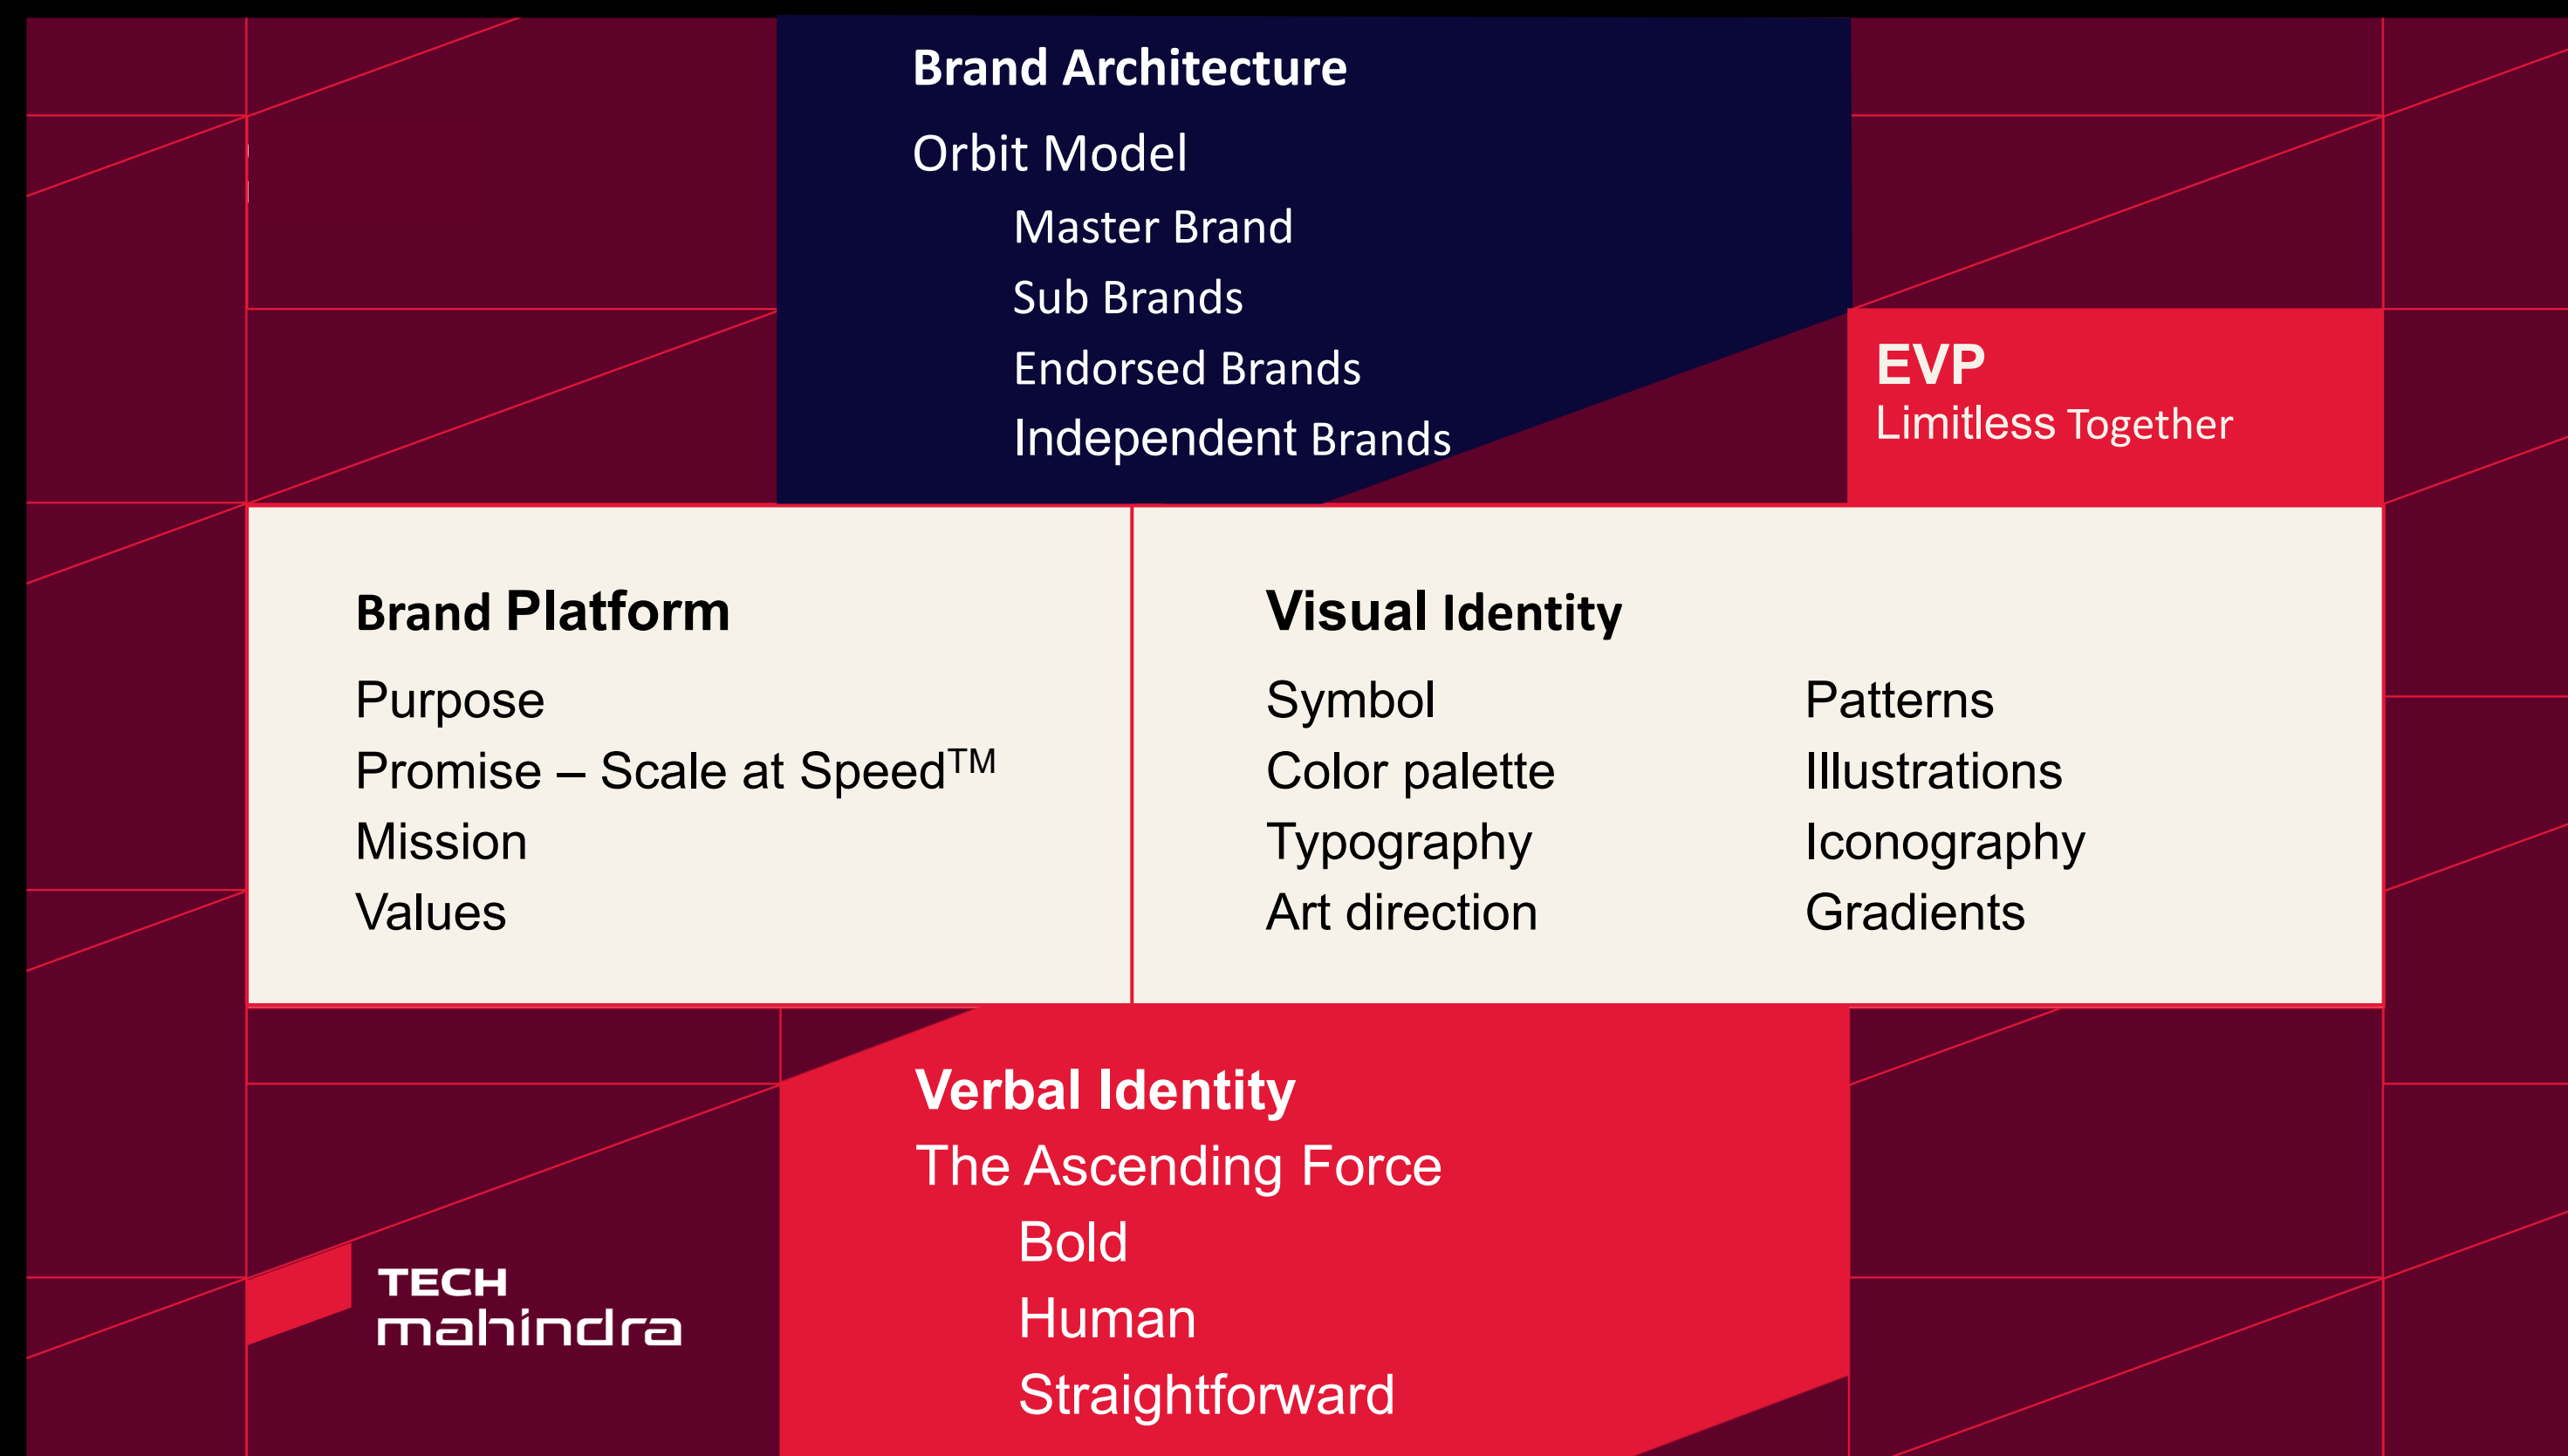 Brand Architecture
Orbit Model
Master Brand
Sub Brands
Endorsed Brands
Independent Brands
EVP
Limitless Together
Brand Platform
Purpose
Promise – Scale at Speed™
Mission
Values
Visual Identity
Symbol
Color palette
Typography
Art direction
Patterns
Illustrations
Iconography
Gradients
Verbal Identity
The Ascending Force
Bold
Human
Straightforward
TECH
mahindra